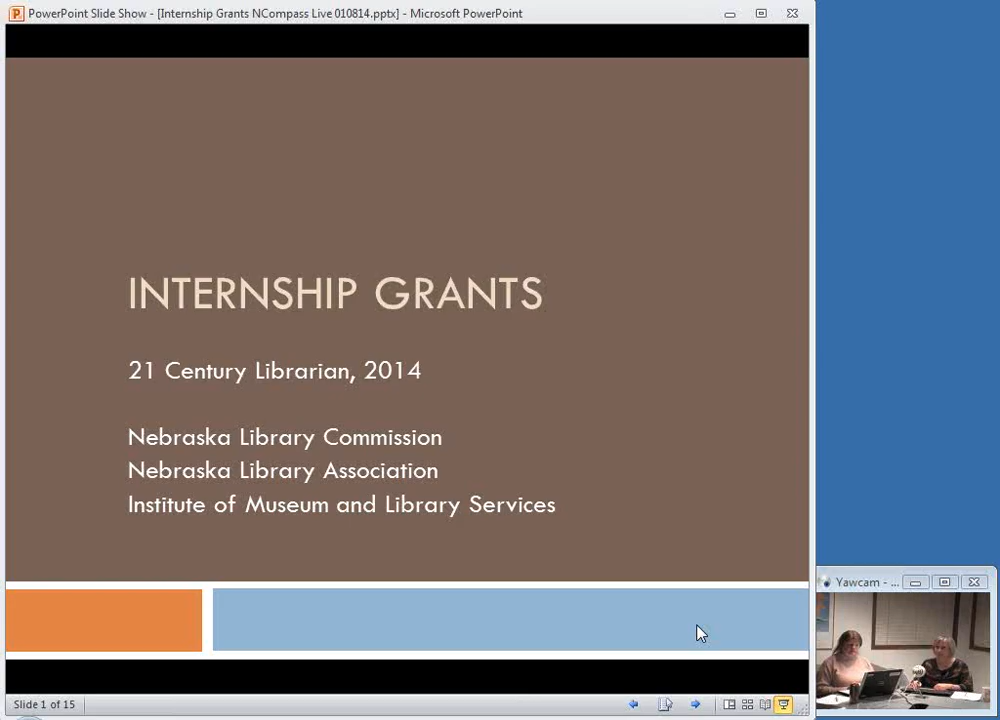 PowerPoint Slide Show - [Internship Grants NCompass Live 010814.pptx] - Microsoft PowerPoint
INTERNSHIP GRANTS
21 Century Librarian, 2014
Nebraska Library Commission
Nebraska Library Association
Institute of Museum and Library Services
Yawcam - ...
Slide 1 of 15